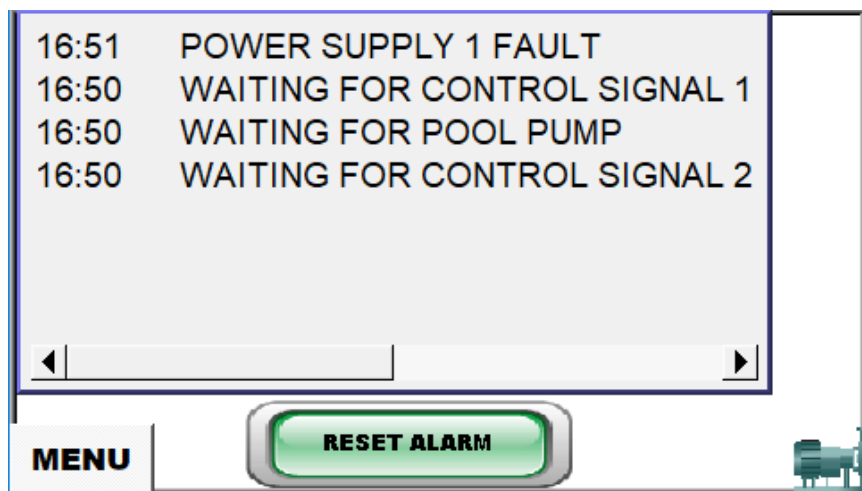 16:51 POWER SUPPLY 1 FAULT
16:50 WAITING FOR CONTROL SIGNAL 1
16:50 WAITING FOR POOL PUMP
16:50 WAITING FOR CONTROL SIGNAL 2
RESET ALARM
MENU